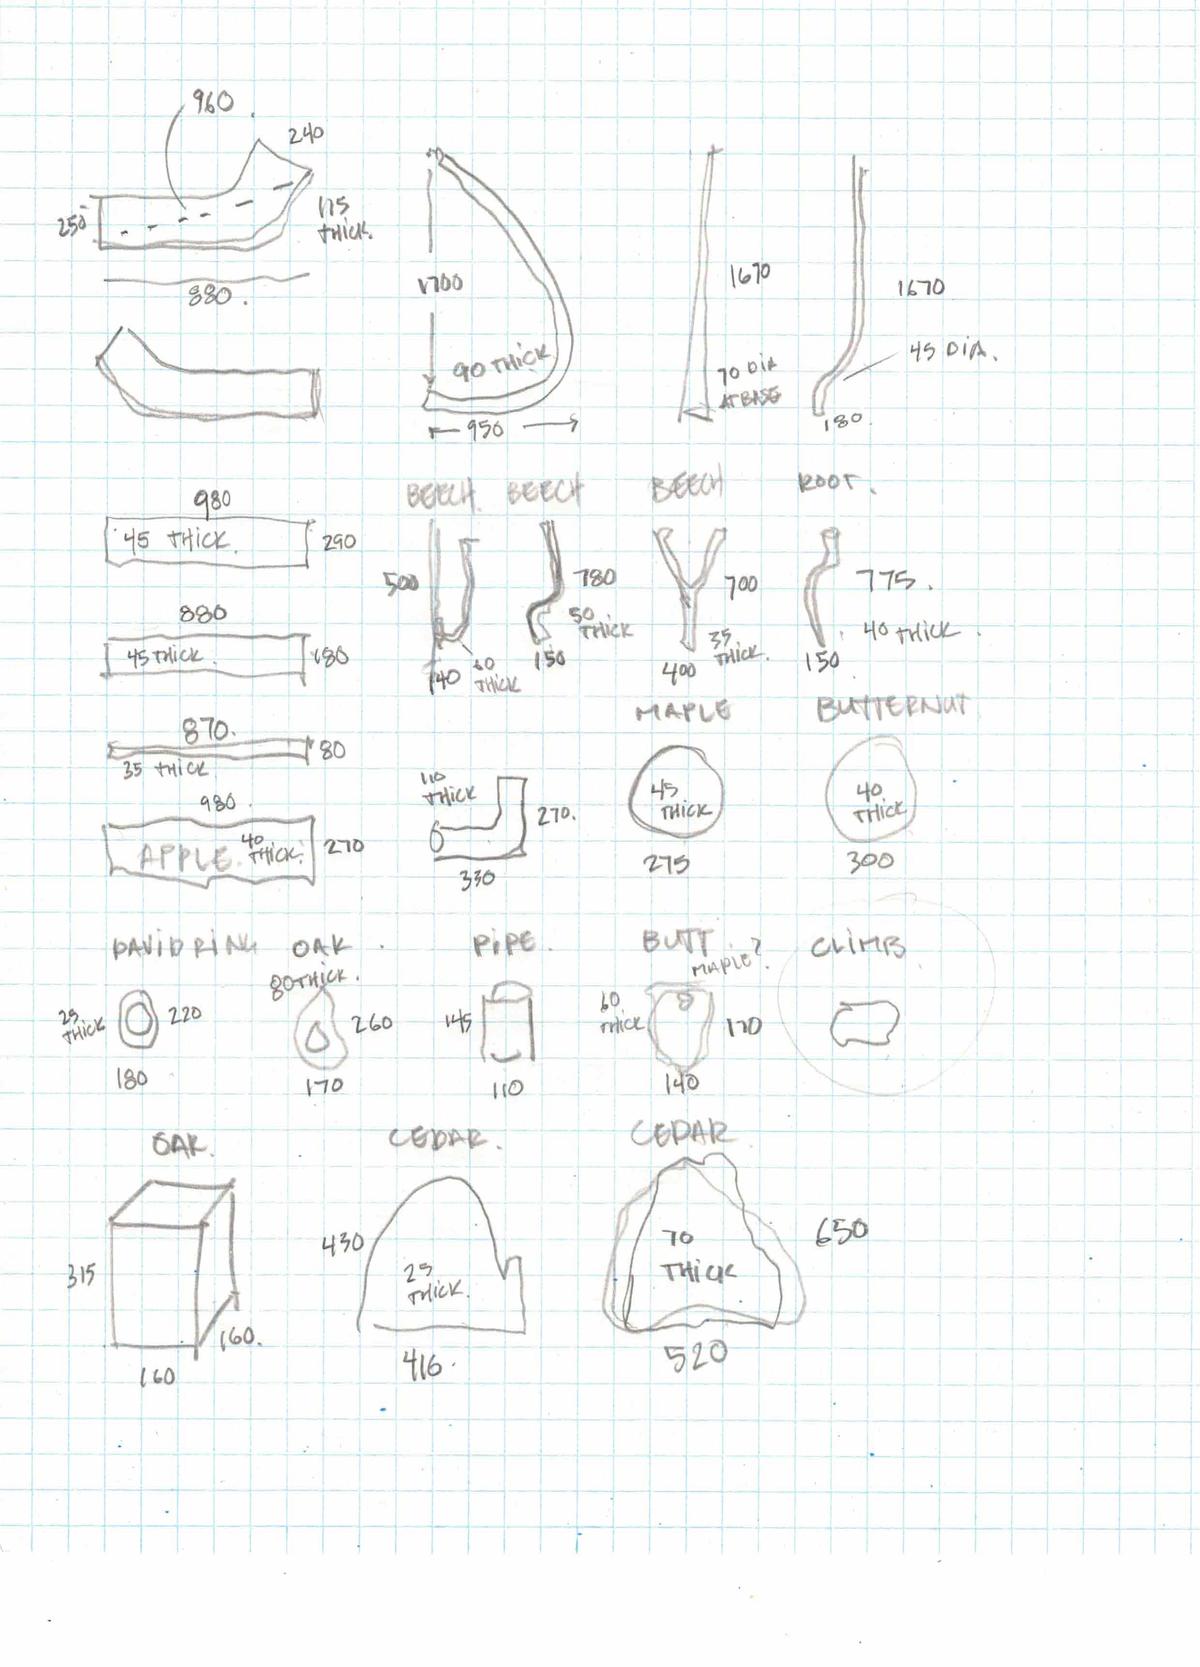 960
240
250
175
THICK.
880.
1700
90 THICK
950
1670
70 DIA
AT BASE
1670
45 DIA.
180.
BEECH.
BEECH
BEECH
ROOT.
980
45 THICK.
290
500
140
60
THICK
780
50
THICK
150
700
35
THICK.
400
775.
40 THICK.
150
880
45 THICK.
180
MAPLE
BUTTERNUT
870.
35 THICK
80
110
THICK
270.
330
45
THICK
275
40
THICK
300
980.
APPLE.
40
THICK.
270
DAVID RING
OAK.
PIPE.
BUTT.
MAPLE?
CLIMB.
25
THICK
220
180
80 THICK.
260
170
145
110
60
THICK
170
140
OAK.
CEDAR.
CEDAR
315
160.
160
430
25
THICK.
416.
70
THICK
650
520